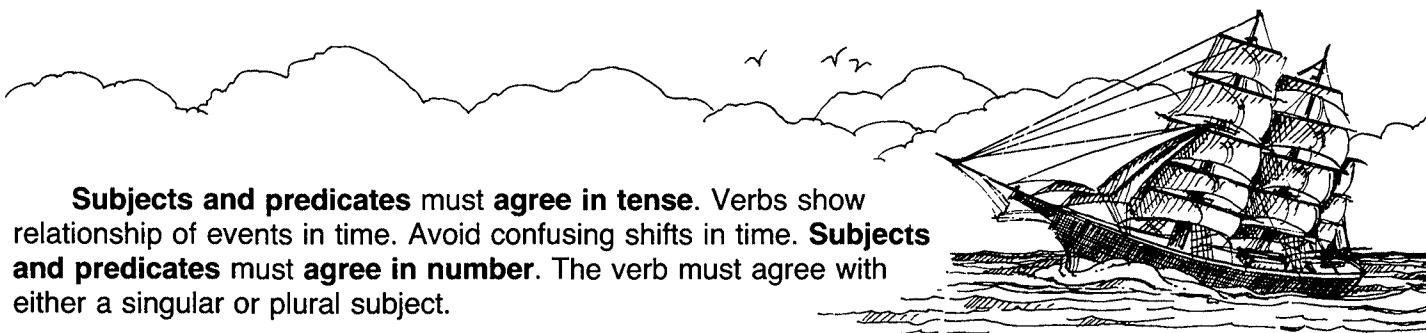 Subjects and predicates must agree in tense. Verbs show
relationship of events in time. Avoid confusing shifts in time. Subjects
and predicates must agree in number. The verb must agree with
either a singular or plural subject.